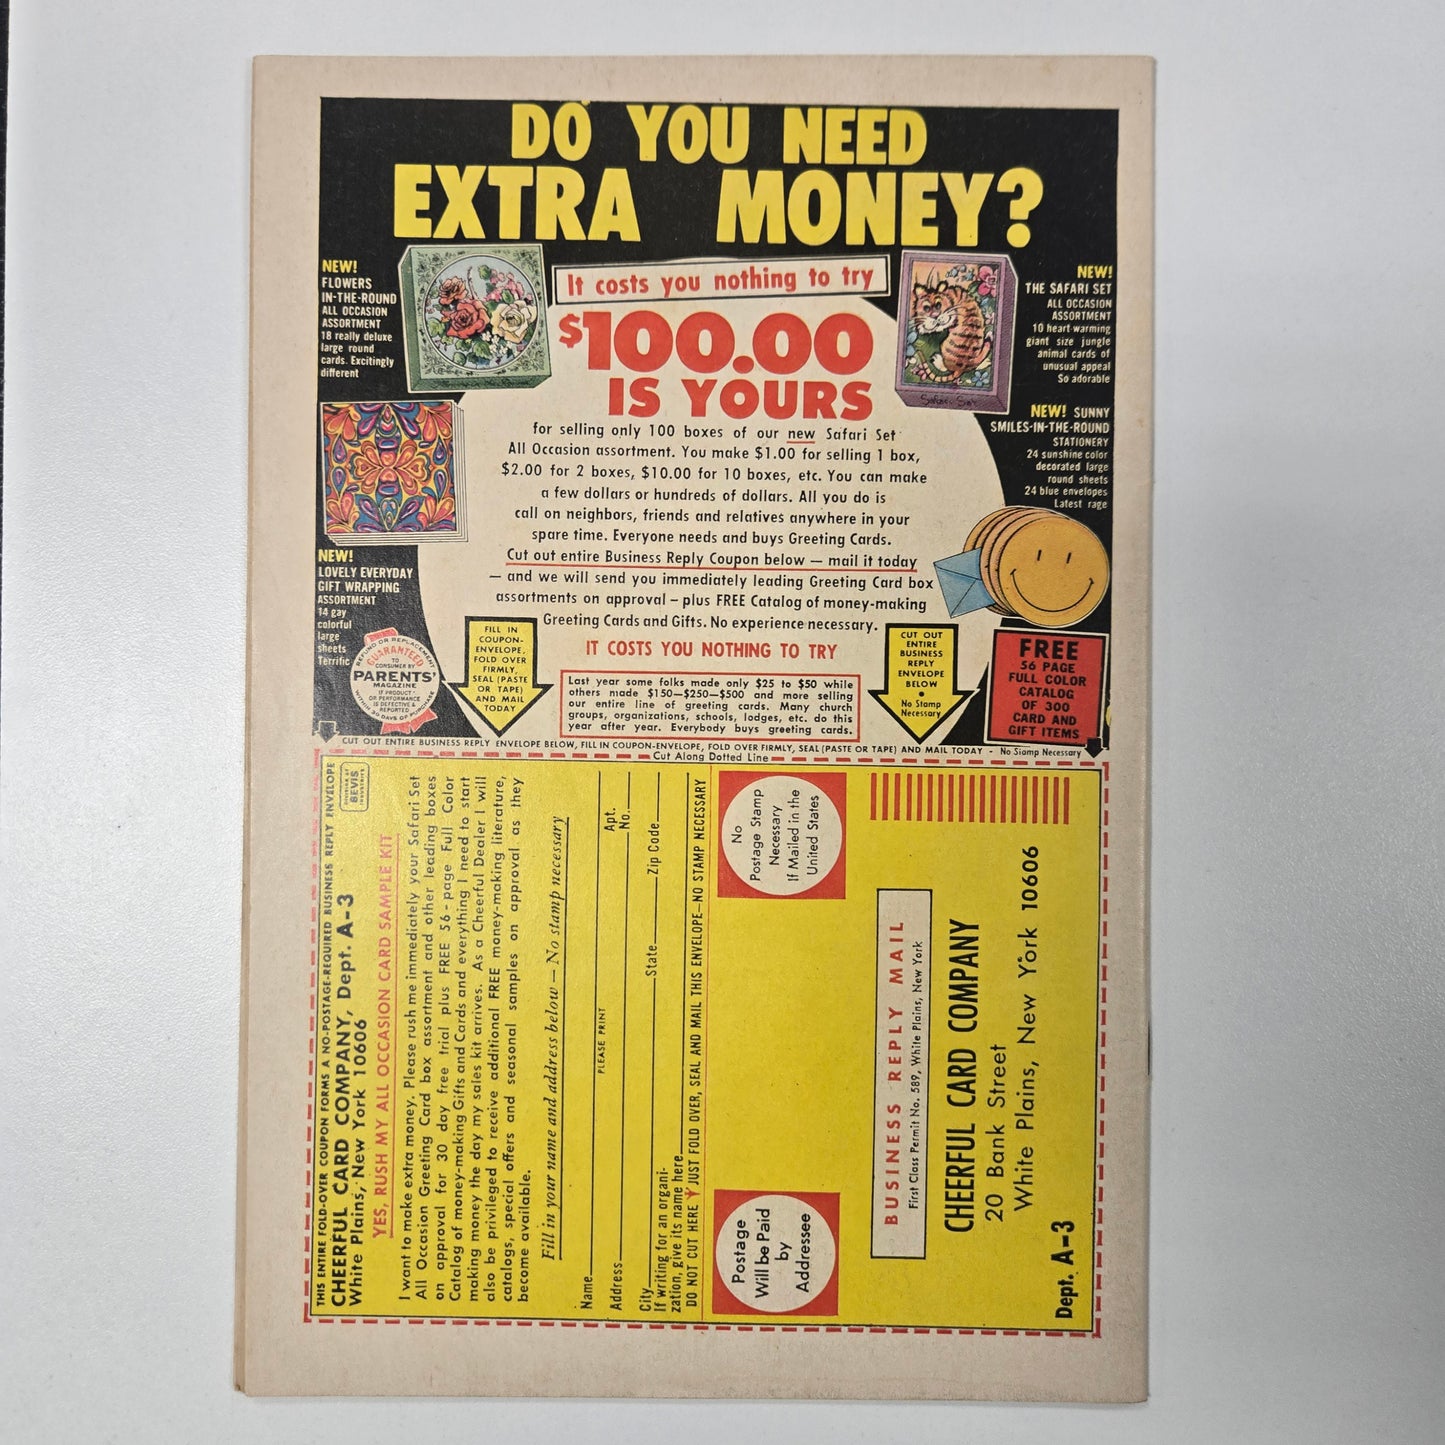 DO YOU NEED
EXTRA MONEY?
It costs you nothing to try
$100.00
IS YOURS
NEW!
FLOWERS
IN-THE-ROUND
ALL OCCASION
ASSORTMENT
18 really deluxe
large round
cards. Excitingly
different
NEW!
THE SAFARI SET
ALL OCCASION
ASSORTMENT
10 heart-warming
giant size jungle
animal cards of
unusual appeal
So adorable
Safari Set
for selling only 100 boxes of our new Safari Set
All Occasion assortment. You make $1.00 for selling 1 box,
$2.00 for 2 boxes, $10.00 for 10 boxes, etc. You can make
a few dollars or hundreds of dollars. All you do is
call on neighbors, friends and relatives anywhere in your
spare time. Everyone needs and buys Greeting Cards.
Cut out entire Business Reply Coupon below — mail it today
— and we will send you immediately leading Greeting Card box
assortments on approval – plus FREE Catalog of money-making
Greeting Cards and Gifts. No experience necessary.
IT COSTS YOU NOTHING TO TRY
NEW! SUNNY
SMILES-IN-THE-ROUND
STATIONERY
24 sunshine color
decorated large
round sheets
24 blue envelopes
Latest rage
NEW!
LOVELY EVERYDAY
GIFT WRAPPING
ASSORTMENT
14 gay
colorful
large
sheets
Terrific
REFUND OR REPLACEMENT
GUARANTEED
TO
CONSUMER BY
PARENTS'
MAGAZINE
IF PRODUCT
OR PERFORMANCE
IS DEFECTIVE &
REPORTED
WITHIN 30 DAYS OF PURCHASE
FILL IN
COUPON-
ENVELOPE,
FOLD OVER
FIRMLY,
SEAL (PASTE
OR TAPE)
AND MAIL
TODAY
Last year some folks made only $25 to $50 while
others made $150—$250—$500 and more selling
our entire line of greeting cards. Many church
groups, organizations, schools, lodges, etc. do this
year after year. Everybody buys greeting cards.
CUT OUT
ENTIRE
BUSINESS
REPLY
ENVELOPE
BELOW
•
No Stamp
Necessary
FREE
56 PAGE
FULL COLOR
CATALOG
OF 300
CARD AND
GIFT ITEMS
CUT OUT ENTIRE BUSINESS REPLY ENVELOPE BELOW, FILL IN COUPON-ENVELOPE, FOLD OVER FIRMLY, SEAL (PASTE OR TAPE) AND MAIL TODAY - No Stamp Necessary
Cut Along Dotted Line
THIS ENTIRE FOLD-OVER COUPON FORMS A NO-POSTAGE-REQUIRED BUSINESS REPLY ENVELOPE
CHEERFUL CARD COMPANY, Dept. A-3
White Plains, New York 10606
DIVISION OF
BEVIS
INDUSTRIES
YES, RUSH MY ALL OCCASION CARD SAMPLE KIT
I want to make extra money. Please rush me immediately your Safari Set
All Occasion Greeting Card box assortment and other leading boxes
on approval for 30 day free trial plus FREE 56-page Full Color
Catalog of money-making Gifts and Cards and everything I need to start
making money the day my sales kit arrives. As a Cheerful Dealer I will
also be privileged to receive additional FREE money-making literature,
catalogs, special offers and seasonal samples on approval as they
become available.
Fill in your name and address below — No stamp necessary
Name
PLEASE PRINT
Address
Apt.
No.
City State Zip Code
If writing for an organi-
zation, give its name here
DO NOT CUT HERE JUST FOLD OVER, SEAL AND MAIL THIS ENVELOPE—NO STAMP NECESSARY
Postage
Will be Paid
by
Addressee
No
Postage Stamp
Necessary
If Mailed in the
United States
BUSINESS REPLY MAIL
First Class Permit No. 589, White Plains, New York
CHEERFUL CARD COMPANY
20 Bank Street
White Plains, New York 10606
Dept. A-3